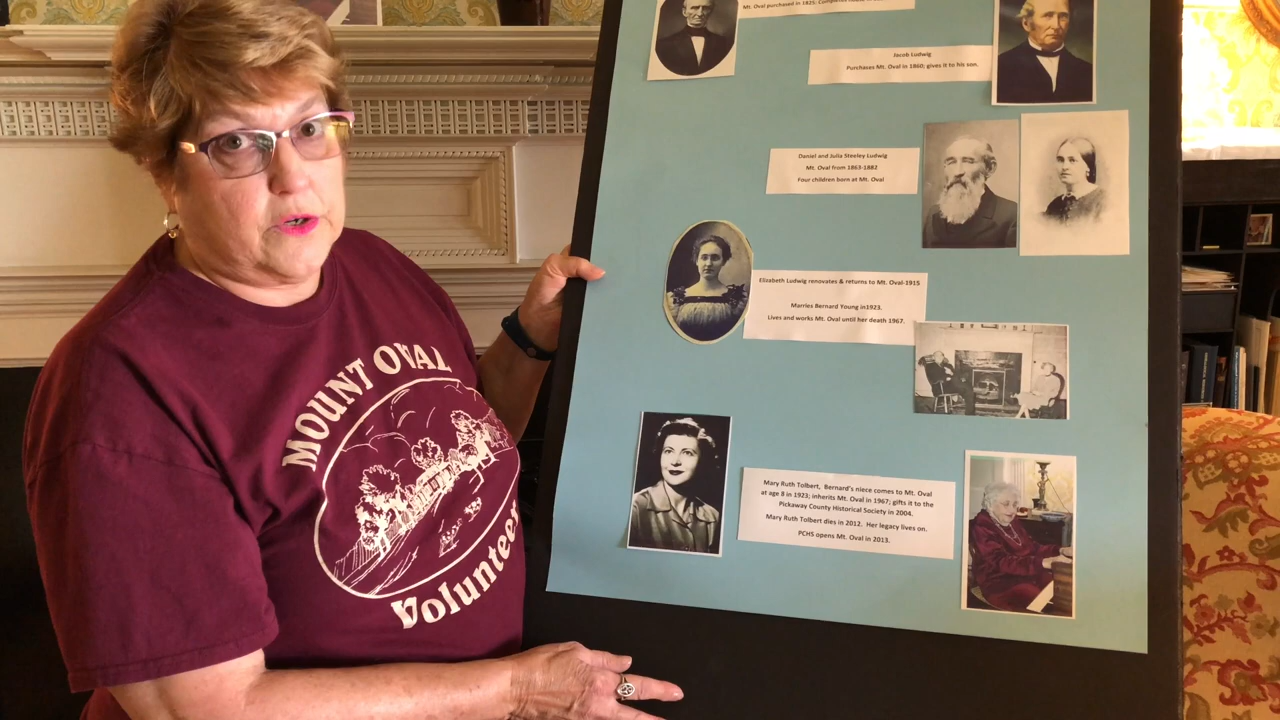 Mt. Oval purchased in 1825. Completes
Jacob Ludwig
Purchases Mt. Oval in 1860; gives it to his son.
Daniel and Julia Steeley Ludwig
Mt. Oval from 1863-1882
Four children born at Mt. Oval
Elizabeth Ludwig renovates & returns to Mt. Oval-1915
Marries Bernard Young in1923.
Lives and works Mt. Oval until her death 1967.
Mary Ruth Tolbert, Bernard's niece comes to Mt. Oval
at age 8 in 1923; inherits Mt. Oval in 1967; gifts it to the
Pickaway County Historical Society in 2004.
Mary Ruth Tolbert dies in 2012. Her legacy lives on.
PCHS opens Mt. Oval in 2013.
MOUNT OVAL
Volunteer